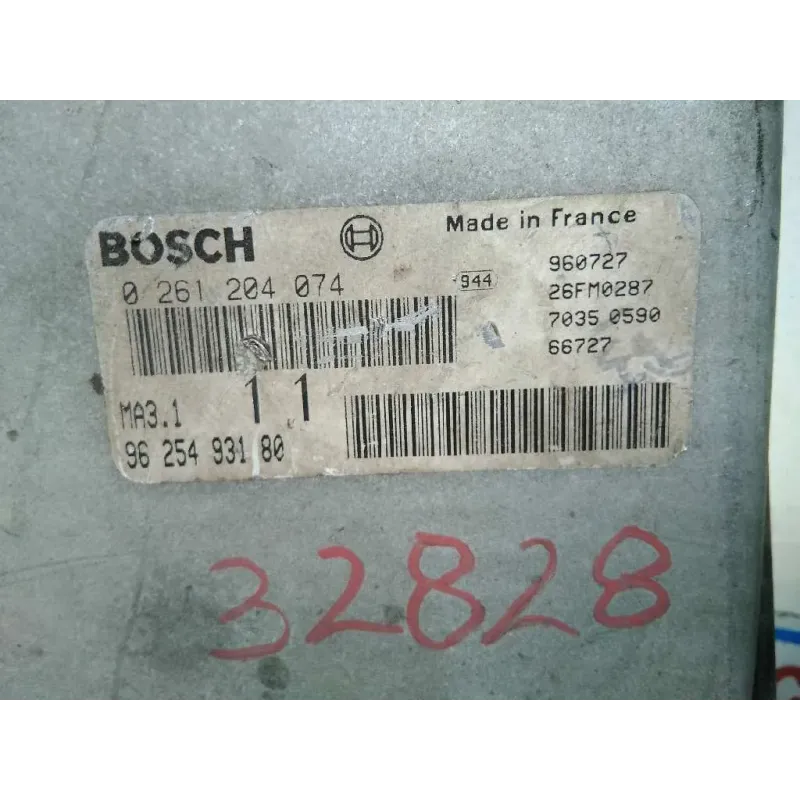 BOSCH
Made in France
0 261 204 074
944
960727
26FM0287
7035 0590
66727
MA3.1
1 1
96 254 931 80
32828